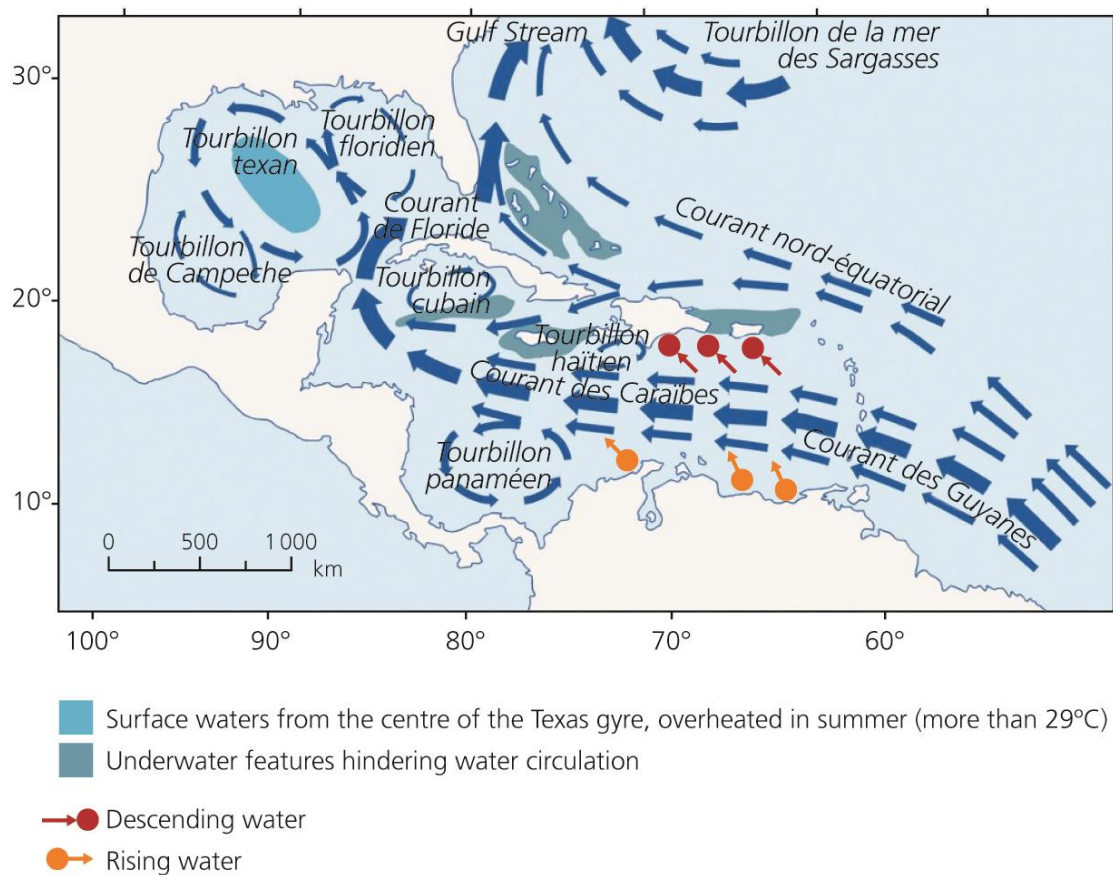 Gulf Stream
Tourbillon de la mer
des Sargasses
30°
Tourbillon
texan
Tourbillon
floridien
Courant
de Floride
Courant nord-équatorial
Tourbillon
de Campeche
20°
Tourbillon
cubain
Tourbillon
haïtien
Courant des Caraïbes
Tourbillon
panaméen
Courant des Guyanes
10°
0 500 1 000
km
100° 90° 80° 70° 60°
Surface waters from the centre of the Texas gyre, overheated in summer (more than 29°C)
Underwater features hindering water circulation
Descending water
Rising water